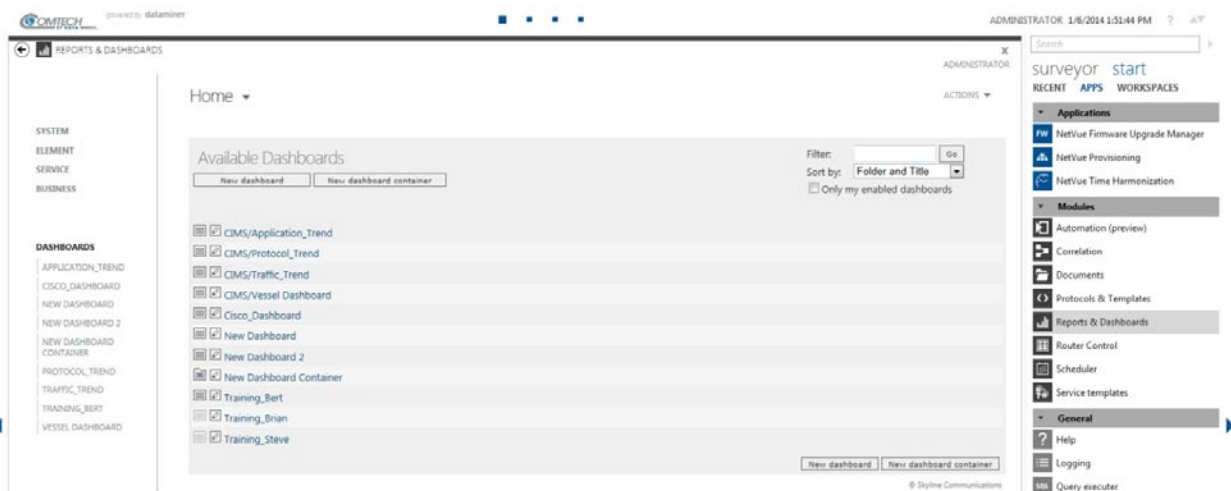 COMTECH
powered by dataminer
ADMINISTRATOR 1/6/2014 1:51:44 PM ?
REPORTS & DASHBOARDS
X
ADMINISTRATOR
Home
ACTIONS
SYSTEM
ELEMENT
SERVICE
BUSINESS
DASHBOARDS
APPLICATION_TREND
CISCO_DASHBOARD
NEW DASHBOARD
NEW DASHBOARD 2
NEW DASHBOARD
CONTAINER
PROTOCOL_TREND
TRAFFIC_TREND
TRAINING_BERT
VESSEL DASHBOARD
Available Dashboards
New dashboard
New dashboard container
Filter:
Go
Sort by: Folder and Title
Only my enabled dashboards
CIMS/Application_Trend
CIMS/Protocol_Trend
CIMS/Traffic_Trend
CIMS/Vessel Dashboard
Cisco_Dashboard
New Dashboard
New Dashboard 2
New Dashboard Container
Training_Bert
Training_Brian
Training_Steve
New dashboard
New dashboard container
© Skyline Communications
Search
surveyor start
RECENT APPS WORKSPACES
Applications
FW NetVue Firmware Upgrade Manager
NetVue Provisioning
NetVue Time Harmonization
Modules
Automation (preview)
Correlation
Documents
Protocols & Templates
Reports & Dashboards
Router Control
Scheduler
Service templates
General
? Help
Logging
SQL Query executer